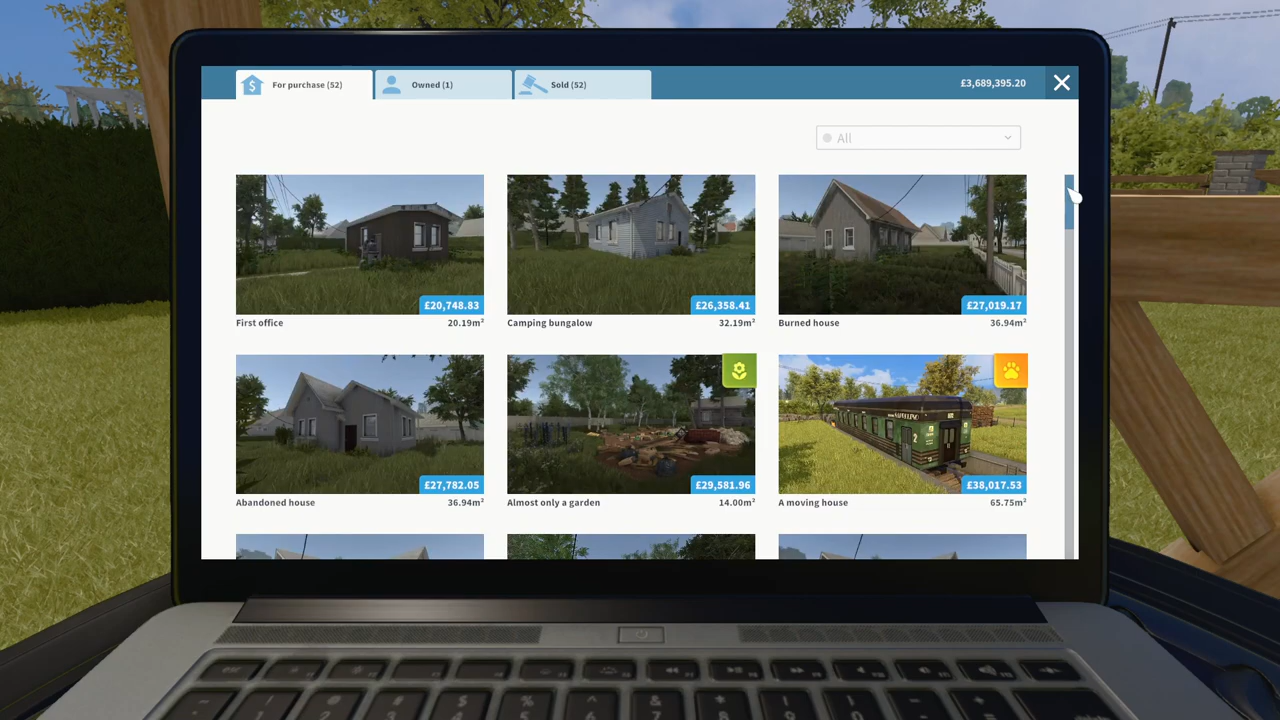 For purchase (52)
Owned (1)
Sold (52)
£3,689,395.20
All
£20,748.83
£26,358.41
£27,019.17
First office
20.19m²
Camping bungalow
32.19m²
Burned house
36.94m²
£27,782.05
£29,581.96
£38,017.53
Abandoned house
36.94m²
Almost only a garden
14.00m²
A moving house
65.75m²